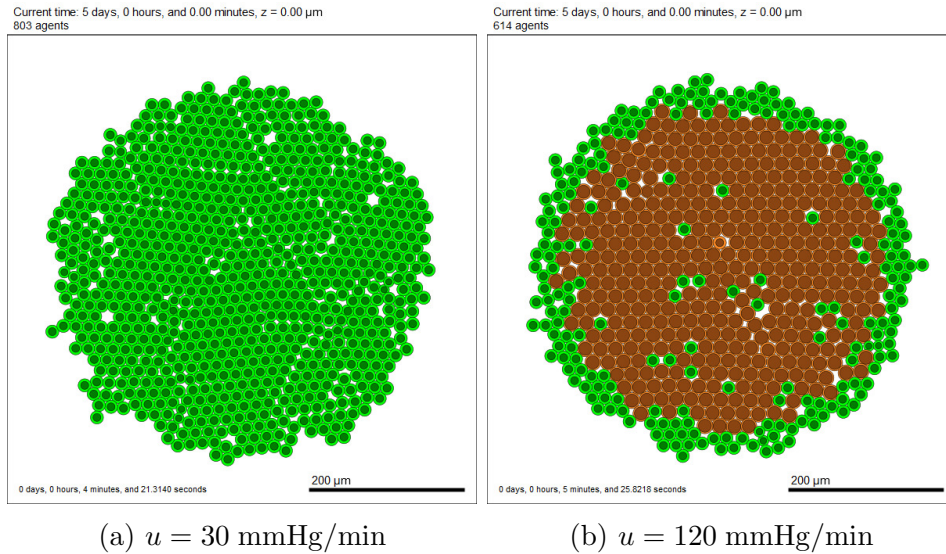 Current time: 5 days, 0 hours, and 0.00 minutes, z = 0.00 µm
803 agents
200 µm
0 days, 0 hours, 4 minutes, and 21.3140 seconds
(a) u = 30 mmHg/min
Current time: 5 days, 0 hours, and 0.00 minutes, z = 0.00 µm
614 agents
200 µm
0 days, 0 hours, 5 minutes, and 25.8218 seconds
(b) u = 120 mmHg/min